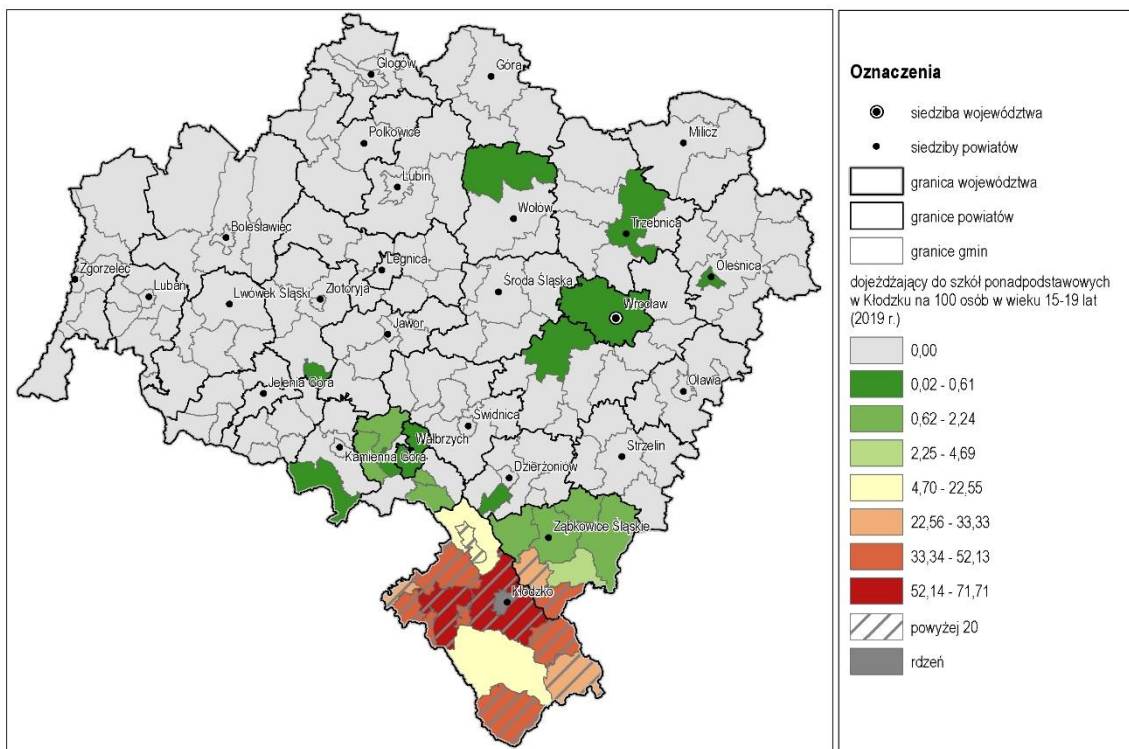 Głogów
Góra
Polkowice
Milicz
Lubin
Wołów
Trzebnica
Bolesławiec
Legnica
Oleśnica
Zgorzelec
Lubań
Lwówek Śląski
Złotoryja
Środa Śląska
Wrocław
Jawor
Jelenia Góra
Oława
Świdnica
Wałbrzych
Kamienna Góra
Strzelin
Dzierżoniów
Ząbkowice Śląskie
Kłodzko
Oznaczenia
siedziba województwa
siedziby powiatów
granica województwa
granice powiatów
granice gmin
dojeżdżający do szkół ponadpodstawowych
w Kłodzku na 100 osób w wieku 15-19 lat
(2019 r.)
0,00
0,02 - 0,61
0,62 - 2,24
2,25 - 4,69
4,70 - 22,55
22,56 - 33,33
33,34 - 52,13
52,14 - 71,71
powyżej 20
rdzeń